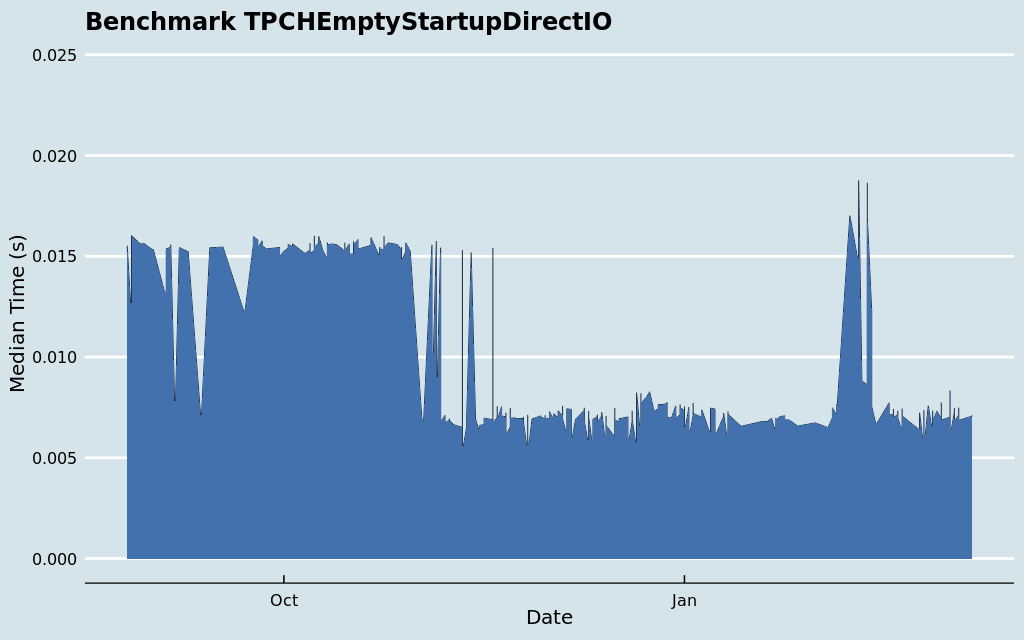 Benchmark TPCHEmptyStartupDirectIO
0.025
0.020
0.015
0.010
0.005
0.000
Median Time (s)
Oct
Jan
Date